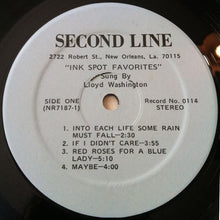 SECOND LINE
2722 Robert St., New Orleans, La. 70115
"INK SPOT FAVORITES"
Sung By
Lloyd Washington
SIDE ONE
(NR7187-1)
Record No. 0114
STEREO
1. INTO EACH LIFE SOME RAIN
MUST FALL—2:30
2. IF I DIDN'T CARE—3:55
3. RED ROSES FOR A BLUE
LADY—5:10
4. MAYBE—4:00